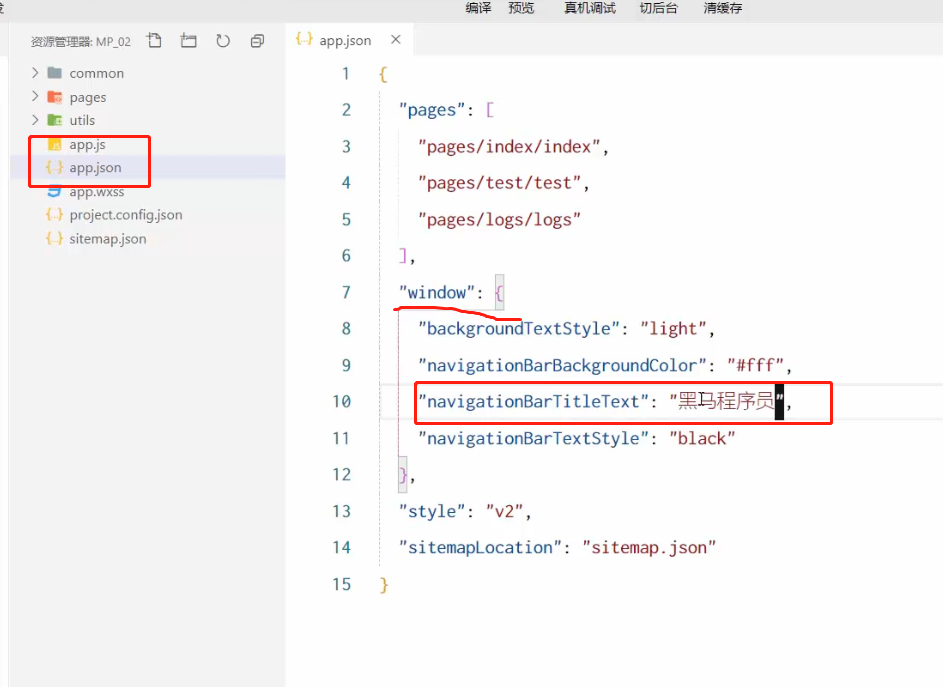 编译 预览 真机调试 切后台 清缓存
资源管理器: MP_02
app.json
common
pages
utils
app.js
app.json
app.wxss
project.config.json
sitemap.json
1 {
2 "pages": [
3 "pages/index/index",
4 "pages/test/test",
5 "pages/logs/logs"
6 ],
7 "window": {
8 "backgroundTextStyle": "light",
9 "navigationBarBackgroundColor": "#fff",
10 "navigationBarTitleText": "黑马程序员",
11 "navigationBarTextStyle": "black"
12 },
13 "style": "v2",
14 "sitemapLocation": "sitemap.json"
15 }